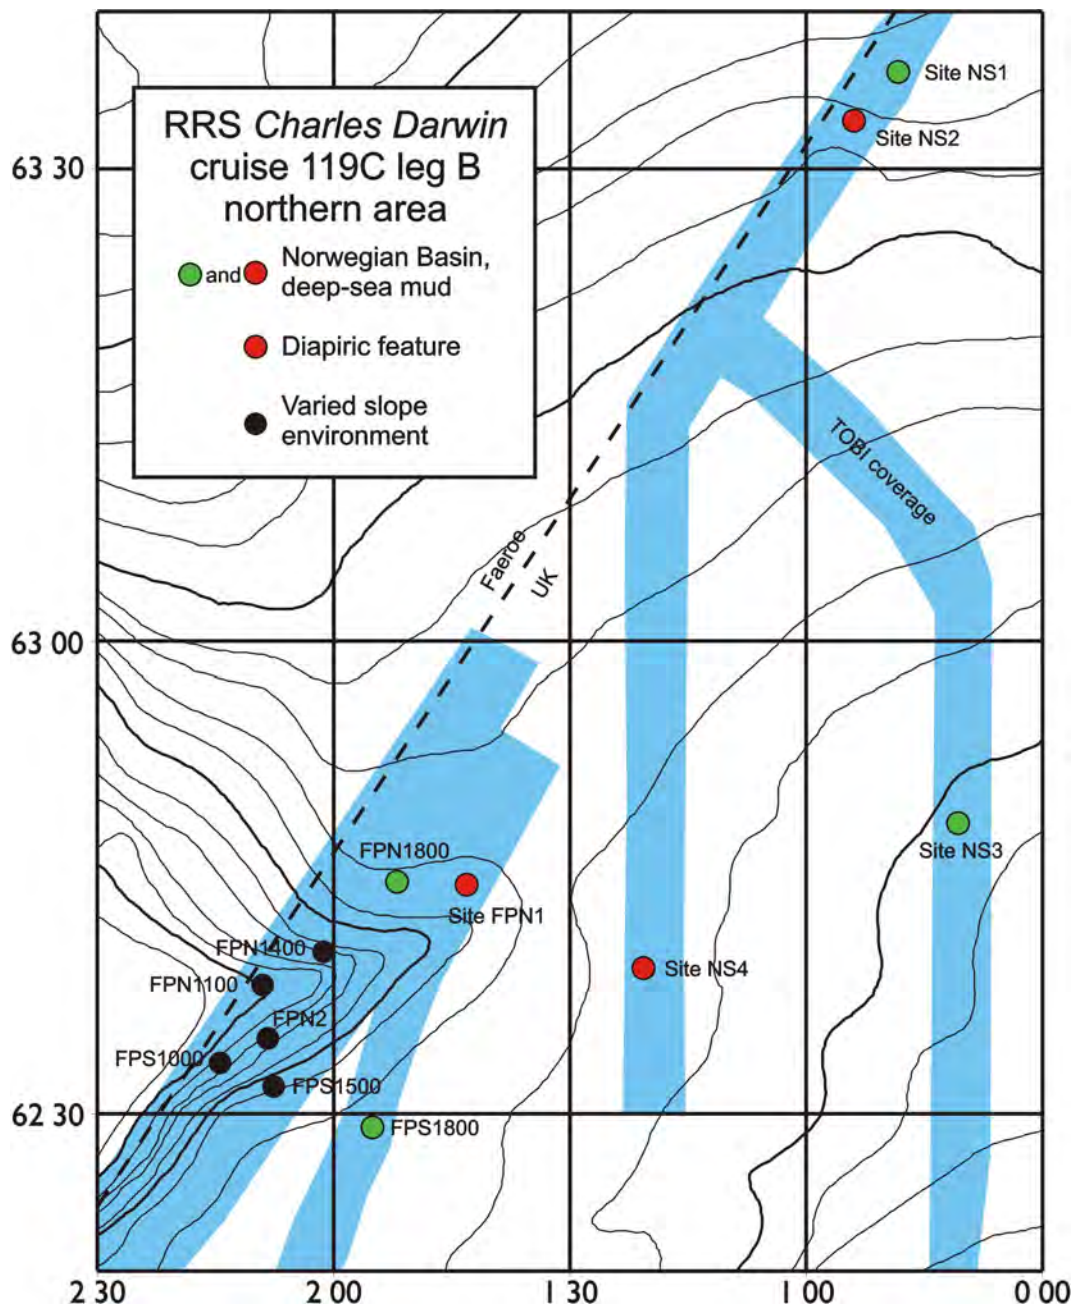 Site NS1
Site NS2
RRS Charles Darwin
cruise 119C leg B
northern area
and
Norwegian Basin,
deep-sea mud
Diapiric feature
Varied slope
environment
63 30
TOBI coverage
Faeroe
UK
63 00
FPN1800
Site FPN1
Site NS3
FPN1400
Site NS4
FPN1100
FPN2
FPS1000
FPS1500
62 30
FPS1800
2 30
2 00
1 30
1 00
0 00